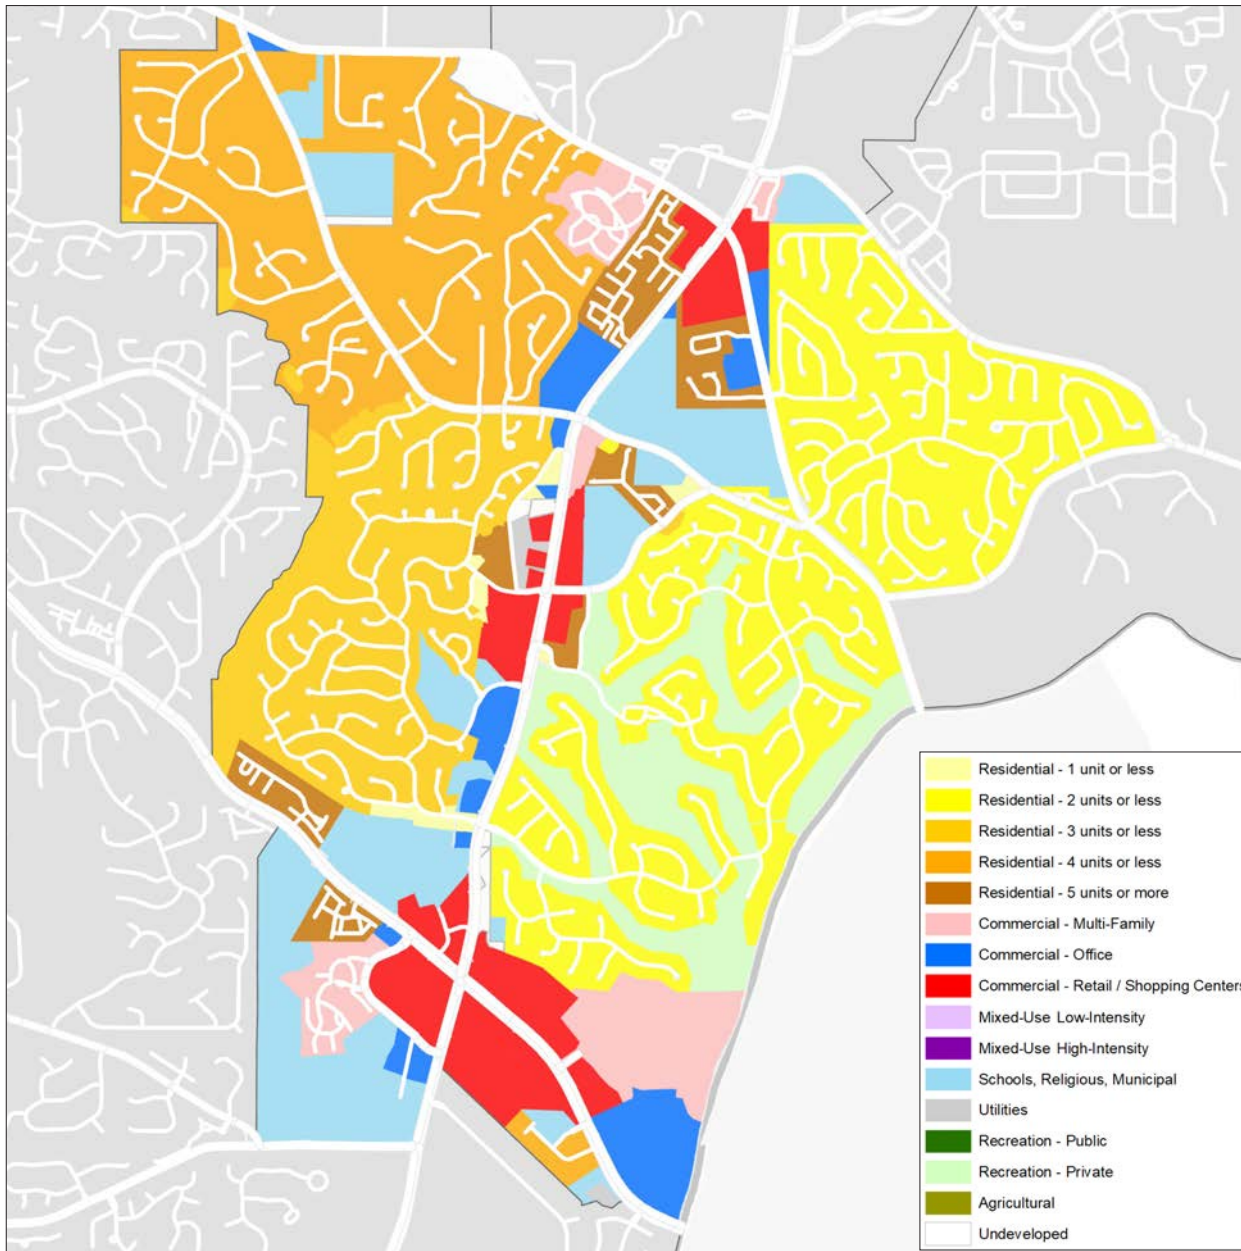 Residential - 1 unit or less
Residential - 2 units or less
Residential - 3 units or less
Residential - 4 units or less
Residential - 5 units or more
Commercial - Multi-Family
Commercial - Office
Commercial - Retail / Shopping Centers
Mixed-Use Low-Intensity
Mixed-Use High-Intensity
Schools, Religious, Municipal
Utilities
Recreation - Public
Recreation - Private
Agricultural
Undeveloped